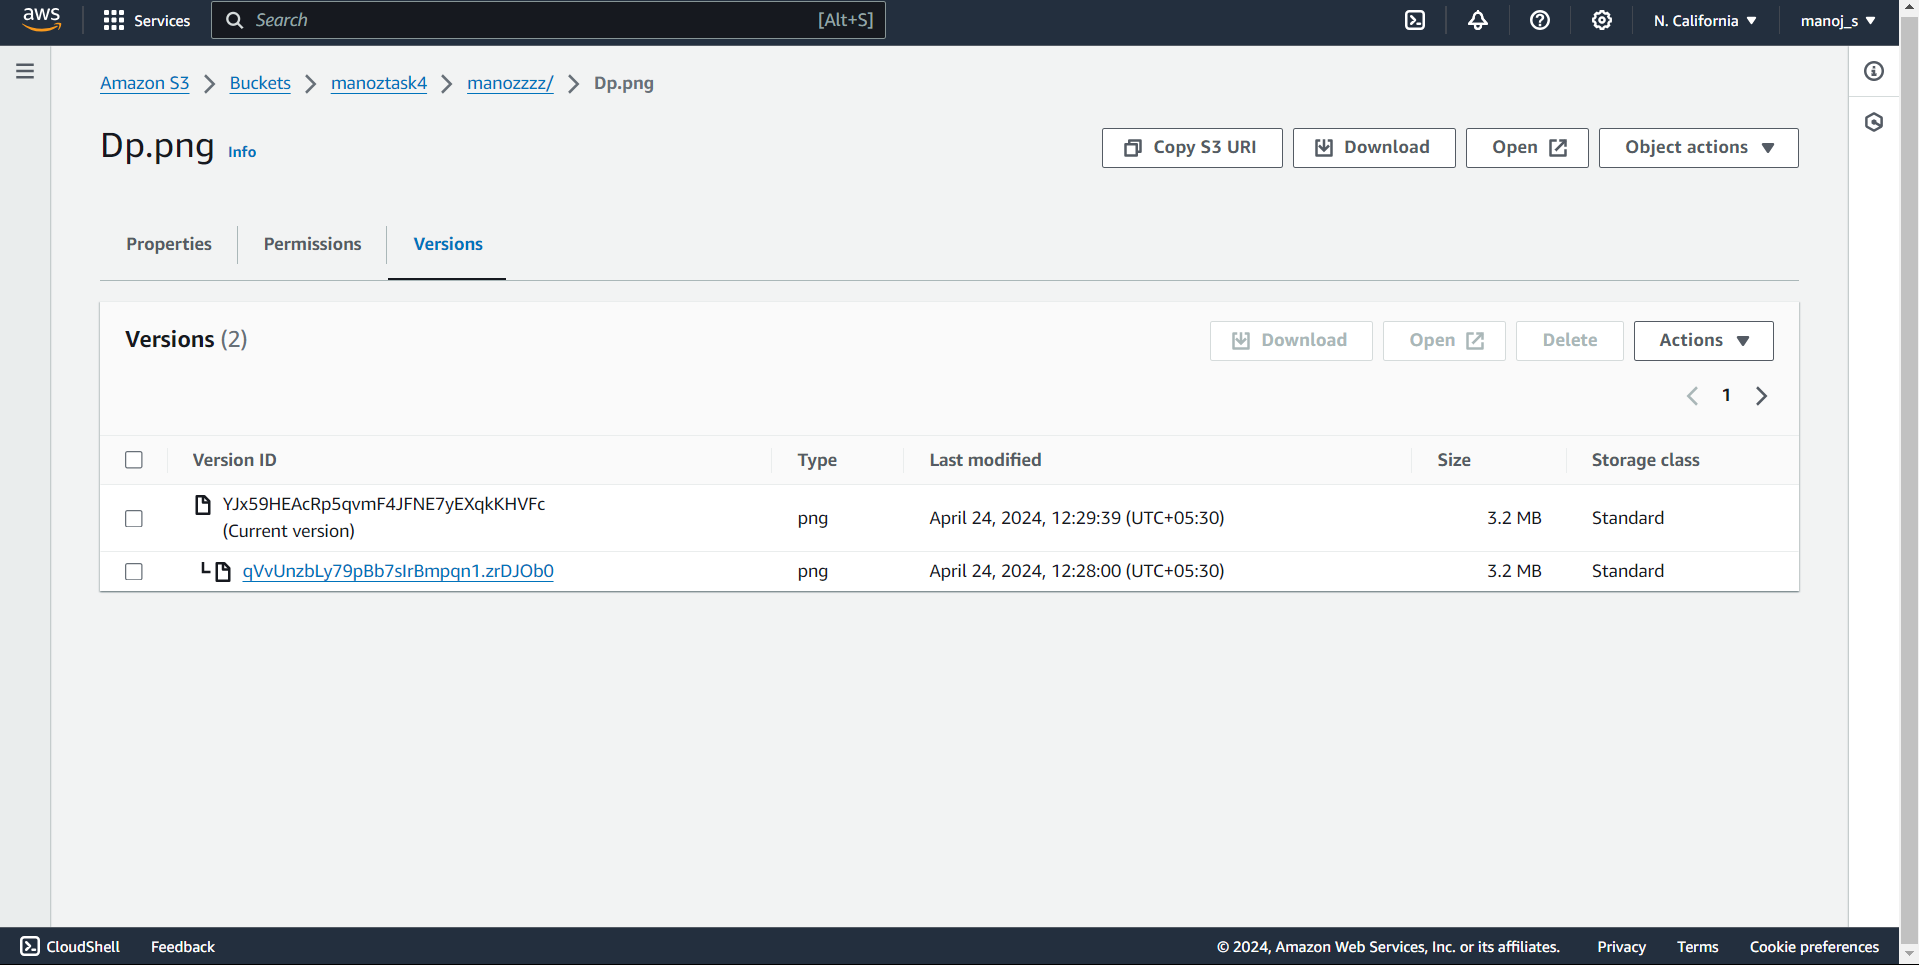 aws Services Search [Alt+S] N. California manoj_s
Amazon S3 Buckets manoztask4 manozzzz/ Dp.png
Dp.png Info Copy S3 URI Download Open Object actions
Properties Permissions Versions
Versions (2) Download Open Delete Actions
1
Version ID Type Last modified Size Storage class
YJx59HEAcRp5qvmF4JFNE7yEXqkKHVFc
(Current version) png April 24, 2024, 12:29:39 (UTC+05:30) 3.2 MB Standard
qVvUnzbLy79pBb7sIrBmpqn1.zrDJOb0 png April 24, 2024, 12:28:00 (UTC+05:30) 3.2 MB Standard
CloudShell Feedback © 2024, Amazon Web Services, Inc. or its affiliates. Privacy Terms Cookie preferences